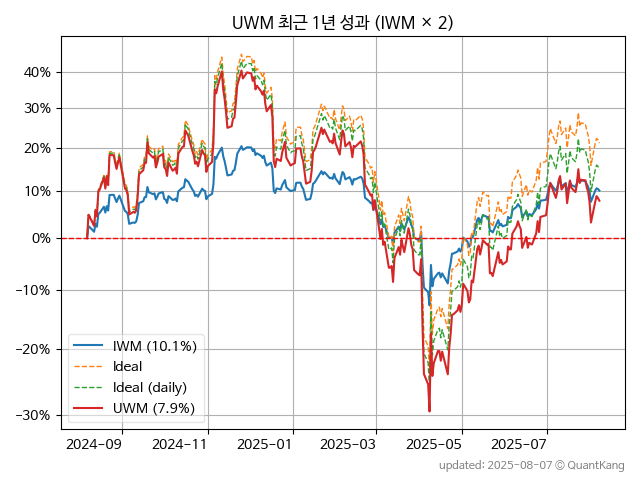 UWM 최근 1년 성과 (IWM × 2)
40%
30%
20%
10%
0%
−10%
−20%
−30%
IWM (10.1%)
Ideal
Ideal (daily)
UWM (7.9%)
2024-09 2024-11 2025-01 2025-03 2025-05 2025-07
updated: 2025-08-07 © QuantKang